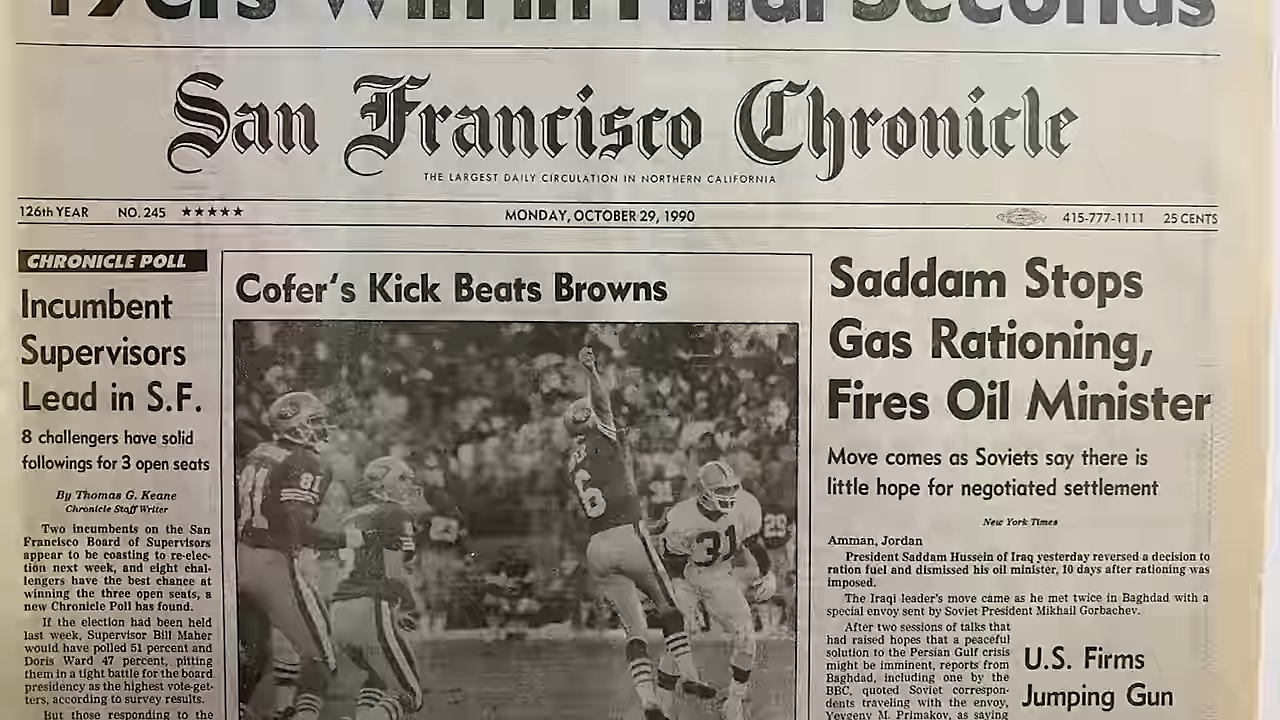 49ers Win in Final Seconds
San Francisco Chronicle
THE LARGEST DAILY CIRCULATION IN NORTHERN CALIFORNIA
126th YEAR NO. 245 ★★★★★ MONDAY, OCTOBER 29, 1990 415-777-1111 25 CENTS
CHRONICLE POLL
Incumbent
Supervisors
Lead in S.F.
8 challengers have solid
followings for 3 open seats
By Thomas G. Keane
Chronicle Staff Writer
Two incumbents on the San
Francisco Board of Supervisors
appear to be coasting to re-elec-
tion next week, and eight chal-
lengers have the best chance at
winning the three open seats, a
new Chronicle Poll has found.
If the election had been held
last week, Supervisor Bill Maher
would have polled 51 percent and
Doris Ward 47 percent, pitting
them in a tight battle for the board
presidency as the highest vote-get-
ters, according to survey results.
But those responding to the
Cofer's Kick Beats Browns
81
81
6
31
29
Saddam Stops
Gas Rationing,
Fires Oil Minister
Move comes as Soviets say there is
little hope for negotiated settlement
New York Times
Amman, Jordan
President Saddam Hussein of Iraq yesterday reversed a decision to
ration fuel and dismissed his oil minister, 10 days after rationing was
imposed.
The Iraqi leader's move came as he met twice in Baghdad with a
special envoy sent by Soviet President Mikhail Gorbachev.
After two sessions of talks that
had raised hopes that a peaceful
solution to the Persian Gulf crisis
might be imminent, reports from
Baghdad, including one by the
BBC, quoted Soviet correspon-
dents traveling with the envoy,
Yevgeny M. Primakov, as saying
U.S. Firms
Jumping Gun